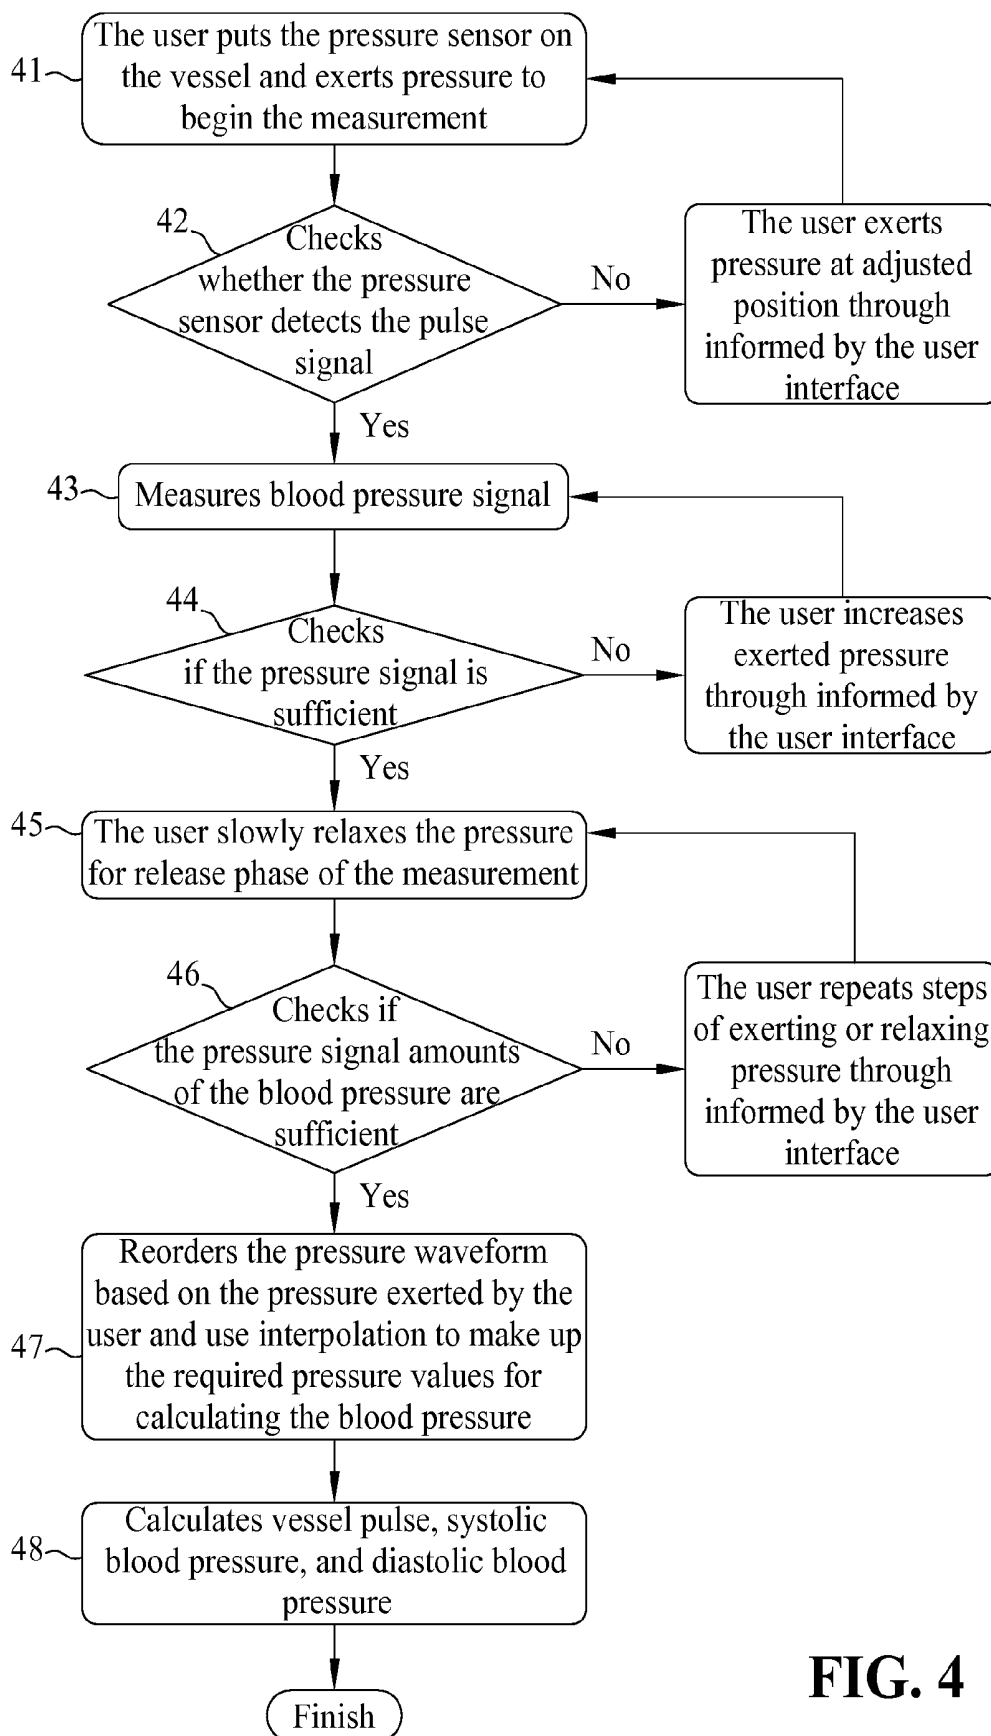 The user puts the pressure sensor on
the vessel and exerts pressure to
begin the measurement
41
42
Checks
whether the pressure
sensor detects the pulse
signal
No
The user exerts
pressure at adjusted
position through
informed by the user
interface
Yes
43
Measures blood pressure signal
44
Checks
if the pressure signal is
sufficient
No
The user increases
exerted pressure
through informed by
the user interface
Yes
45
The user slowly relaxes the pressure
for release phase of the measurement
46
Checks if
the pressure signal amounts
of the blood pressure are
sufficient
No
The user repeats steps
of exerting or relaxing
pressure through
informed by the user
interface
Yes
Reorders the pressure waveform
based on the pressure exerted by the
user and use interpolation to make up
the required pressure values for
calculating the blood pressure
47
Calculates vessel pulse, systolic
blood pressure, and diastolic blood
pressure
48
Finish
FIG. 4